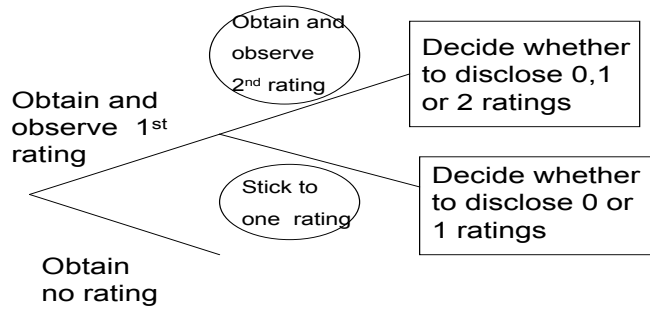 Obtain and
observe
2nd rating
Decide whether
to disclose 0,1
or 2 ratings
Obtain and
observe 1st
rating
Stick to
one rating
Decide whether
to disclose 0 or
1 ratings
Obtain
no rating